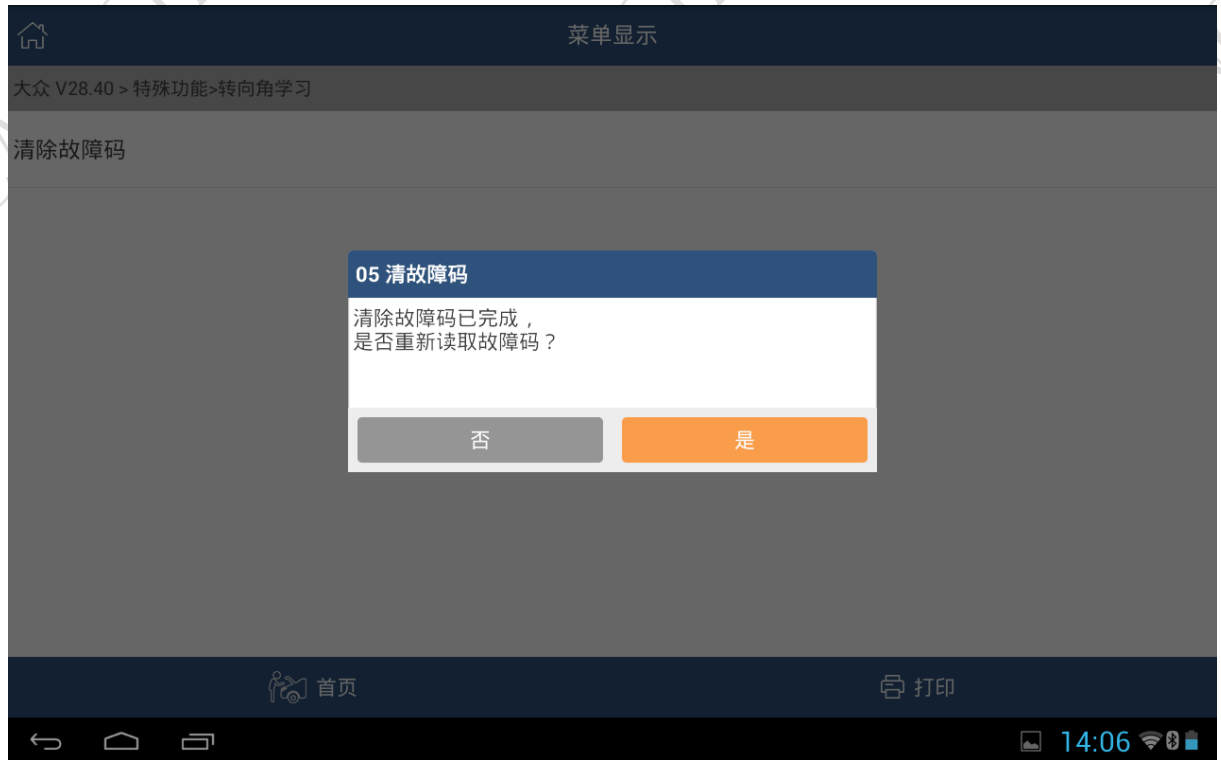 菜单显示
大众 V28.40 > 特殊功能>转向角学习
清除故障码
05 清故障码
清除故障码已完成，
是否重新读取故障码？
否
是
首页
打印
14:06